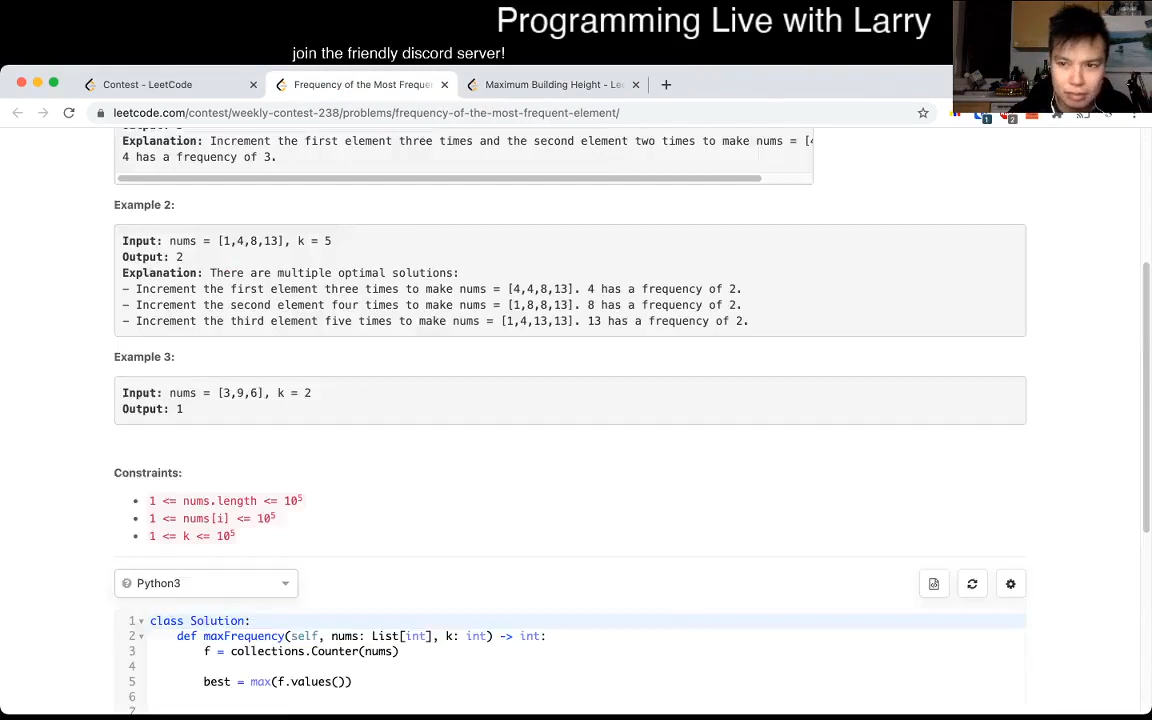 Programming Live with Larry
join the friendly discord server!
Contest - LeetCode
Frequency of the Most Freque
Maximum Building Height - Le
leetcode.com/contest/weekly-contest-238/problems/frequency-of-the-most-frequent-element/
Explanation: Increment the first element three times and the second element two times to make nums = [4
4 has a frequency of 3.
Example 2:
Input: nums = [1,4,8,13], k = 5
Output: 2
Explanation: There are multiple optimal solutions:
- Increment the first element three times to make nums = [4,4,8,13]. 4 has a frequency of 2.
- Increment the second element four times to make nums = [1,8,8,13]. 8 has a frequency of 2.
- Increment the third element five times to make nums = [1,4,13,13]. 13 has a frequency of 2.
Example 3:
Input: nums = [3,9,6], k = 2
Output: 1
Constraints:
1 <= nums.length <= 10⁵
1 <= nums[i] <= 10⁵
1 <= k <= 10⁵
Python3
1 class Solution:
2 def maxFrequency(self, nums: List[int], k: int) -> int:
3 f = collections.Counter(nums)
4
5 best = max(f.values())
6
7